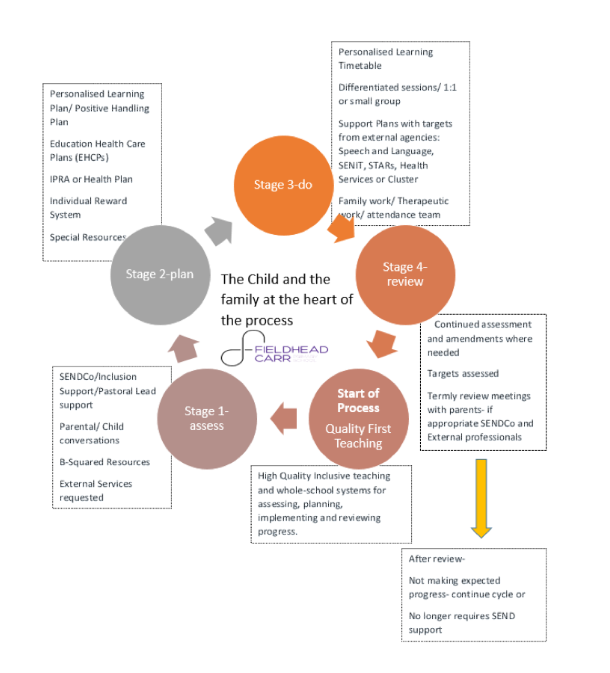 Personalised Learning
Timetable
Differentiated sessions/ 1:1
or small group
Support Plans with targets
from external agencies:
Speech and Language,
SENIT, STARs, Health
Services or Cluster
Family work/ Therapeutic
work/ attendance team
Personalised Learning
Plan/ Positive Handling
Plan
Education Health Care
Plans (EHCPs)
IPRA or Health Plan
Individual Reward
System
Special Resources
Stage 3-do
Stage 2-plan
Stage 4-
review
The Child and the
family at the heart of
the process
FIELDHEAD
CARR
Continued assessment
and amendments where
needed
Targets assessed
Termly review meetings
with parents- if
appropriate SENDCo and
External professionals
SENDCo/Inclusion
Support/Pastoral Lead
support
Parental/ Child
conversations
B-Squared Resources
External Services
requested
Stage 1-
assess
Start of
Process
Quality First
Teaching
High Quality Inclusive teaching
and whole-school systems for
assessing, planning,
implementing and reviewing
progress.
After review-
Not making expected
progress- continue cycle or
No longer requires SEND
support